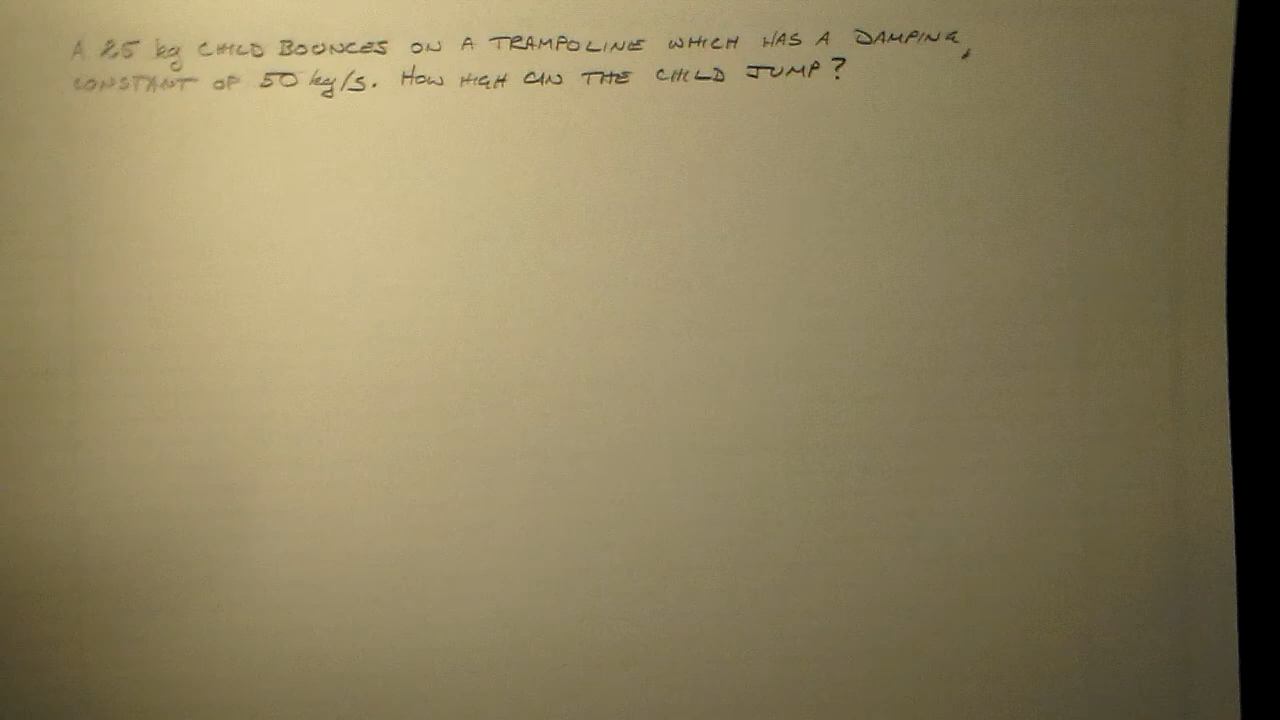 A 25 kg CHILD BOUNCES ON A TRAMPOLINE WHICH HAS A DAMPING,
CONSTANT OF 50 kg/s. HOW HIGH CAN THE CHILD JUMP?